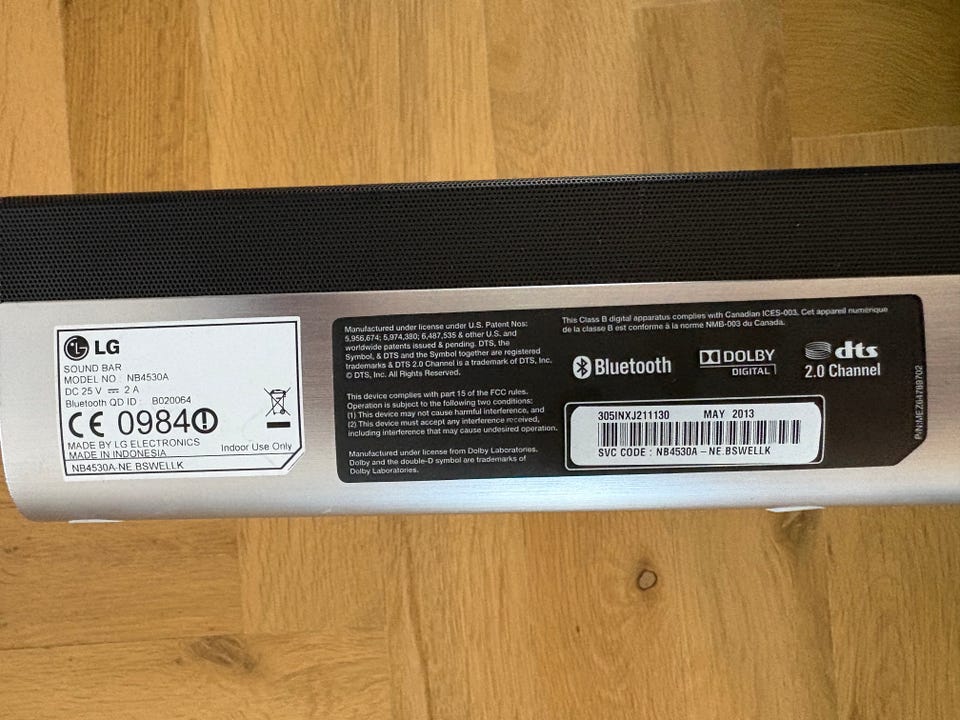 LG
SOUND BAR
MODEL NO : NB4530A
DC 25 V ⎓ 2 A
Bluetooth QD ID : B020064
CE 0984
MADE BY LG ELECTRONICS
MADE IN INDONESIA
Indoor Use Only
NB4530A-NE.BSWELLK
Manufactured under license under U.S. Patent Nos:
5,956,674; 5,974,380; 6,487,535 & other U.S. and
worldwide patents issued & pending. DTS, the
Symbol, & DTS and the Symbol together are registered
trademarks & DTS 2.0 Channel is a trademark of DTS, Inc.
© DTS, Inc. All Rights Reserved.
This device complies with part 15 of the FCC rules.
Operation is subject to the following two conditions:
(1) This device may not cause harmful interference, and
(2) This device must accept any interference received,
including interference that may cause undesired operation.
Manufactured under license from Dolby Laboratories.
Dolby and the double-D symbol are trademarks of
Dolby Laboratories.
This Class B digital apparatus complies with Canadian ICES-003. Cet appareil numérique
de la classe B est conforme à la norme NMB-003 du Canada.
Bluetooth
DOLBY
DIGITAL
dts
2.0 Channel
305INXJ211130 MAY 2013
SVC CODE : NB4530A - NE.BSWELLK
P/N:MEZ64789702